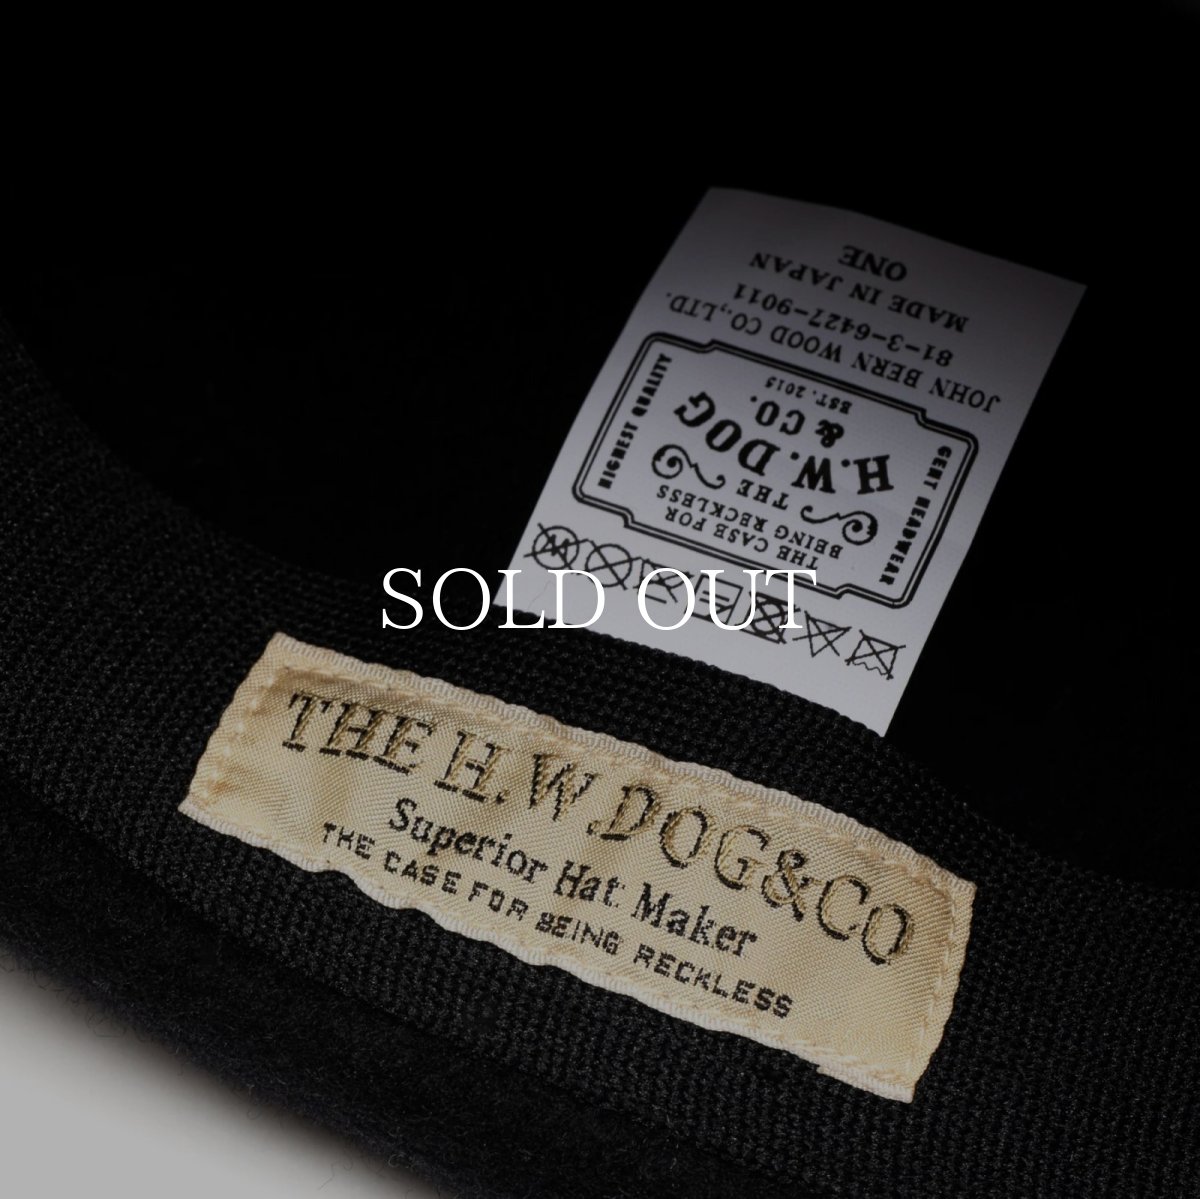 ONE
MADE IN JAPAN
81-3-6427-9011
JOHN BERN WOOD CO.,LTD.
THE CASE FOR
BEING RECKLESS
THE
H.W.DOG
& CO.
EST. 2015
HIGHEST QUALITY
GENT HEADWEAR
SOLD OUT
THE H.W.DOG&CO
Superior Hat Maker
THE CASE FOR BEING RECKLESS